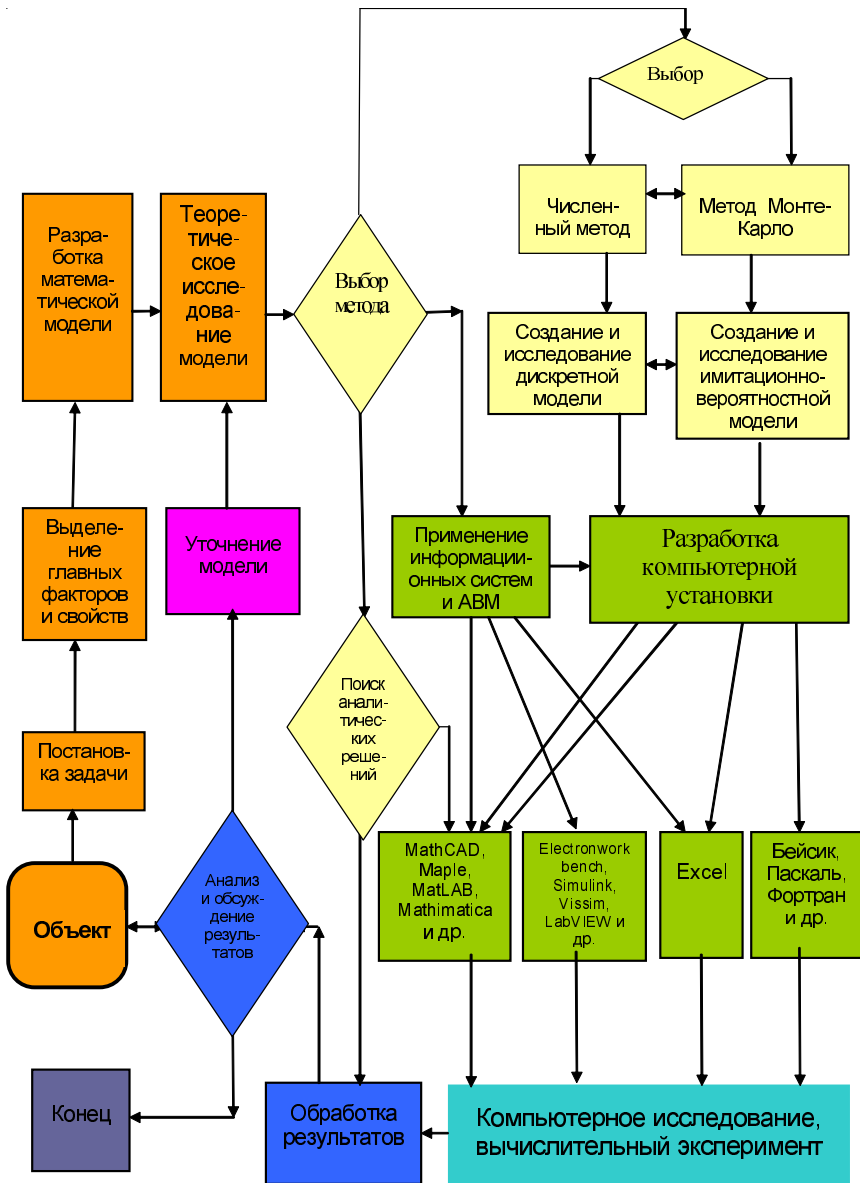 Выбор
Числен-
ный метод
Метод Монте-
Карло
Разра-
ботка
матема-
тической
модели
Теоре-
тиче-
ское
иссле-
дова-
ние
модели
Выбор
метода
Создание и
исследование
дискретной
модели
Создание и
исследование
имитационно-
вероятностной
модели
Выделе-
ние
главных
факторов
и свойств
Уточнение
модели
Применение
информаци-
онных систем
и АВМ
Разработка
компьютерной
установки
Поиск
анали-
тичес-
ких
реше-
ний
Постанов-
ка задачи
Объект
Анализ
и обсуж-
дение
резуль-
татов
MathCAD,
Maple,
MatLAB,
Mathimatica
и др.
Electronwork
bench,
Simulink,
Vissim,
LabVIEW и
др.
Excel
Бейсик,
Паскаль,
Фортран
и др.
Конец
Обработка
результатов
Компьютерное исследование,
вычислительный эксперимент